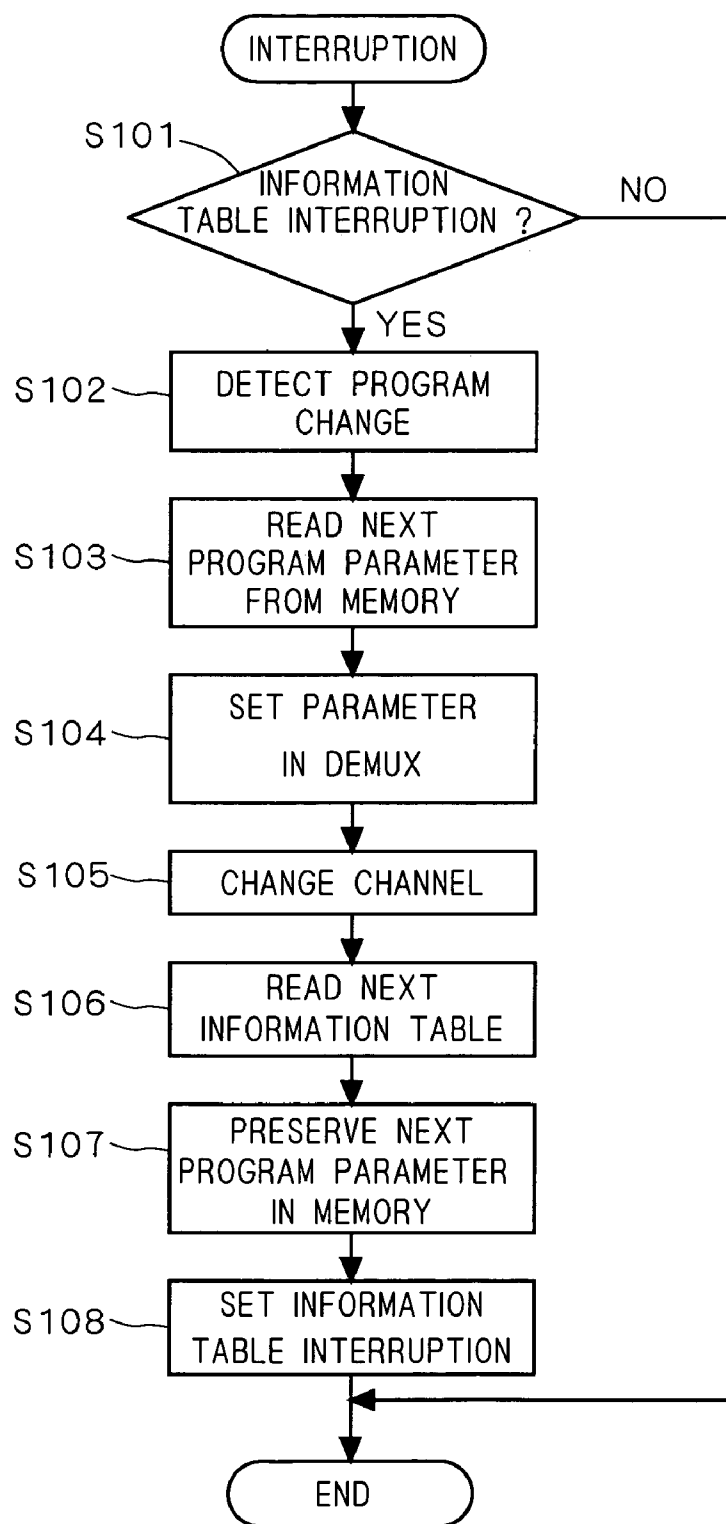 INTERRUPTION
S101
INFORMATION
TABLE INTERRUPTION ?
NO
YES
S102
DETECT PROGRAM
CHANGE
S103
READ NEXT
PROGRAM PARAMETER
FROM MEMORY
S104
SET PARAMETER
IN DEMUX
S105
CHANGE CHANNEL
S106
READ NEXT
INFORMATION TABLE
S107
PRESERVE NEXT
PROGRAM PARAMETER
IN MEMORY
S108
SET INFORMATION
TABLE INTERRUPTION
END